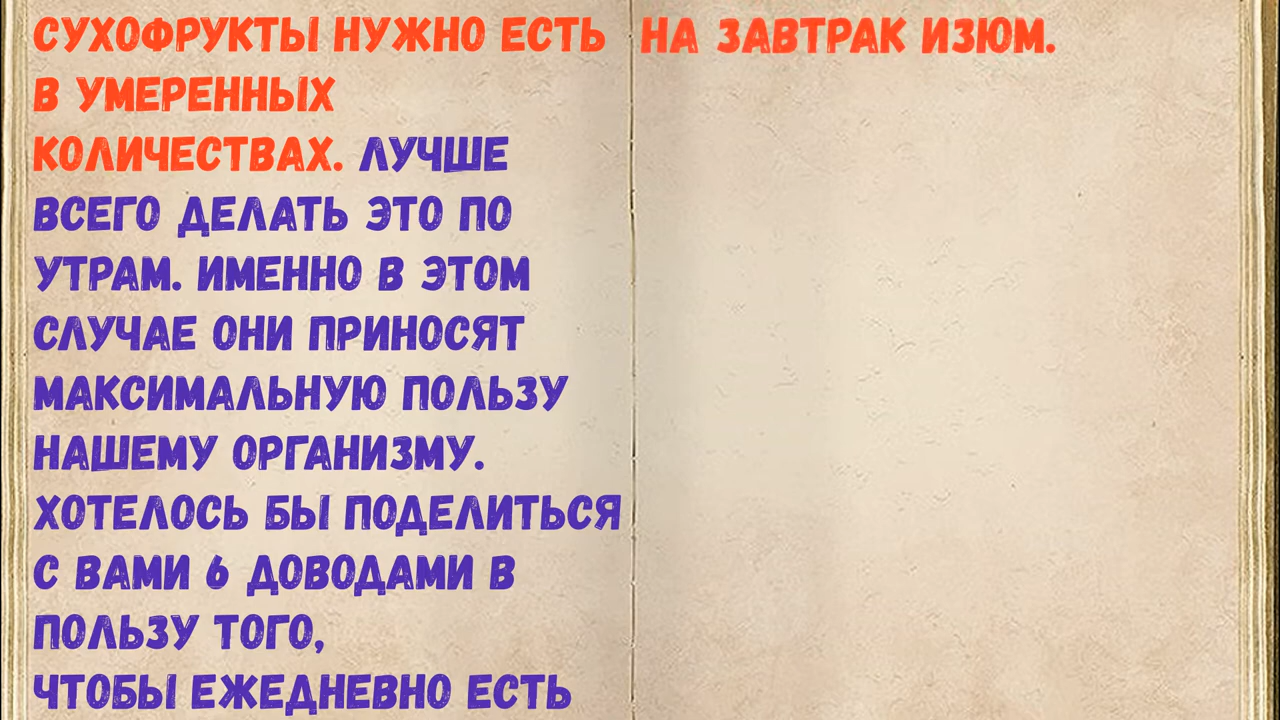 СУХОФРУКТЫ НУЖНО ЕСТЬ
В УМЕРЕННЫХ
КОЛИЧЕСТВАХ. ЛУЧШЕ
ВСЕГО ДЕЛАТЬ ЭТО ПО
УТРАМ. ИМЕННО В ЭТОМ
СЛУЧАЕ ОНИ ПРИНОСЯТ
МАКСИМАЛЬНУЮ ПОЛЬЗУ
НАШЕМУ ОРГАНИЗМУ.
ХОТЕЛОСЬ БЫ ПОДЕЛИТЬСЯ
С ВАМИ 6 ДОВОДАМИ В
ПОЛЬЗУ ТОГО,
ЧТОБЫ ЕЖЕДНЕВНО ЕСТЬ
НА ЗАВТРАК ИЗЮМ.